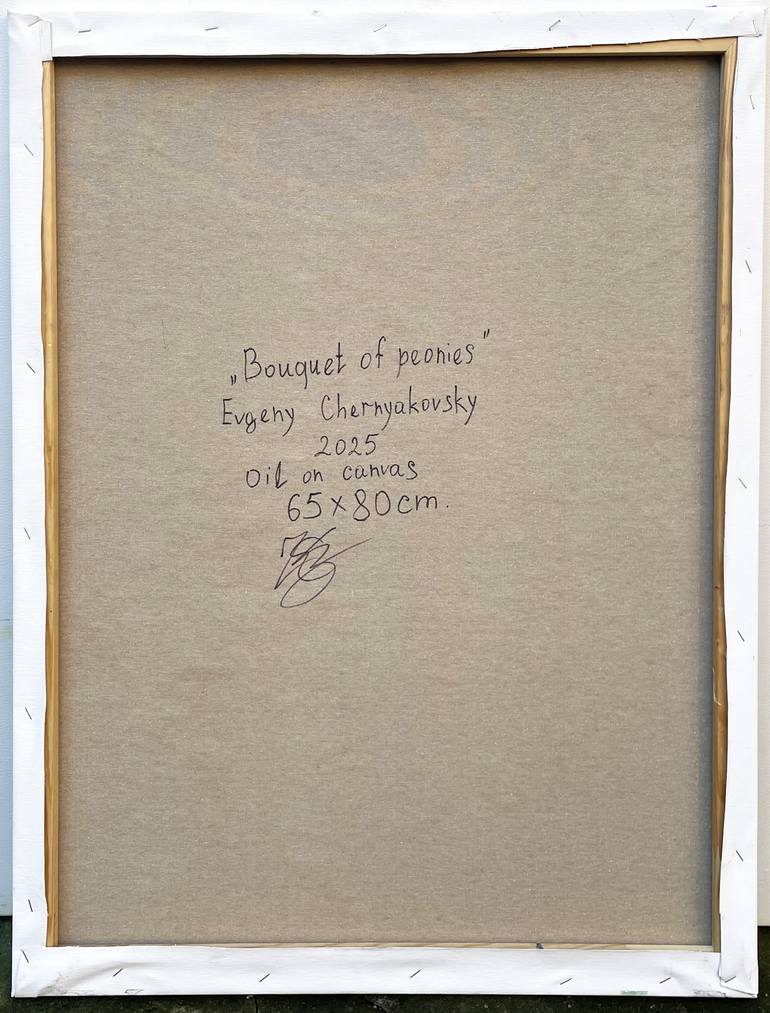 „Bouquet of peonies"
Evgeny Chernyakovsky
2025
Oil on canvas
65x80cm.